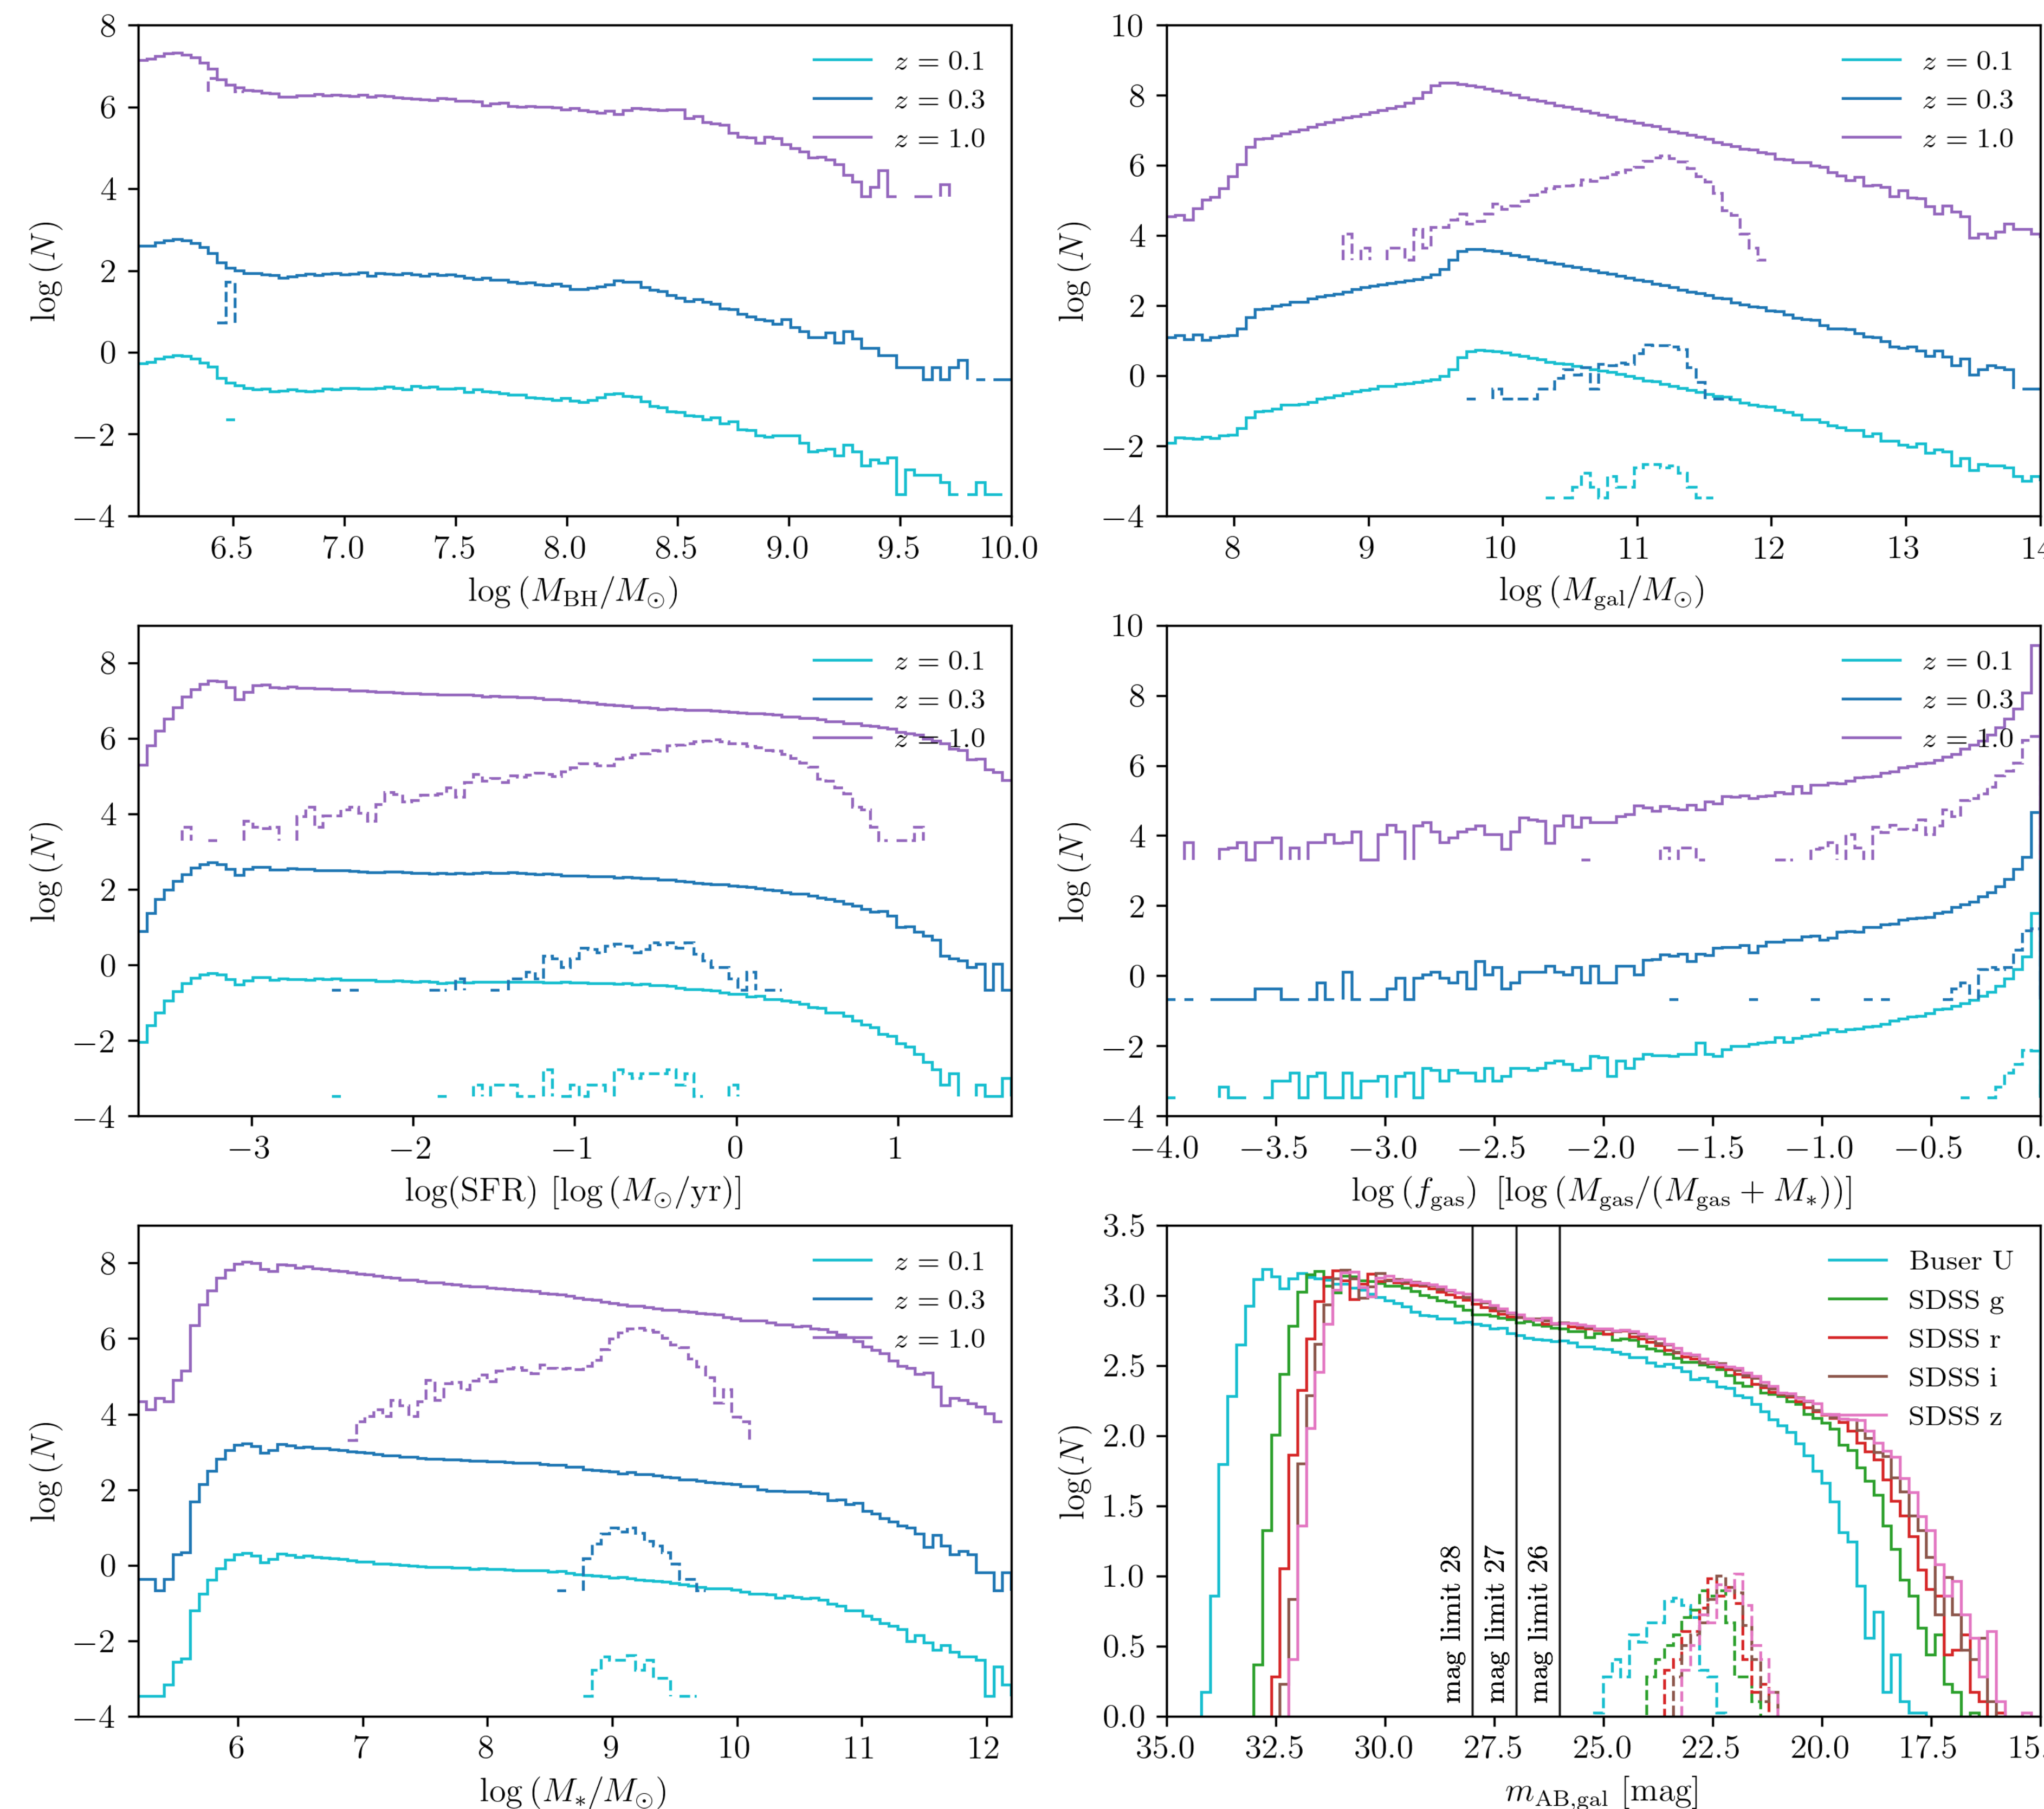 8
6
4
2
0
−2
−4
log (N)
z = 0.1
z = 0.3
z = 1.0
6.5 7.0 7.5 8.0 8.5 9.0 9.5 10.0
log (M_BH/M_⊙)
10
8
6
4
2
0
−2
−4
log (N)
z = 0.1
z = 0.3
z = 1.0
8 9 10 11 12 13 14
log (M_gal/M_⊙)
8
6
4
2
0
−2
−4
log (N)
z = 0.1
z = 0.3
z = 1.0
−3 −2 −1 0 1
log(SFR) [log (M_⊙/yr)]
10
8
6
4
2
0
−2
−4
log (N)
z = 0.1
z = 0.3
z = 1.0
−4.0 −3.5 −3.0 −2.5 −2.0 −1.5 −1.0 −0.5 0.
log (f_gas) [log (M_gas/(M_gas + M_*))]
8
6
4
2
0
−2
−4
log (N)
z = 0.1
z = 0.3
z = 1.0
6 7 8 9 10 11 12
log (M_*/M_⊙)
3.5
3.0
2.5
2.0
1.5
1.0
0.5
0.0
log(N)
Buser U
SDSS g
SDSS r
SDSS i
SDSS z
mag limit 28
mag limit 27
mag limit 26
35.0 32.5 30.0 27.5 25.0 22.5 20.0 17.5 15.
m_AB,gal [mag]